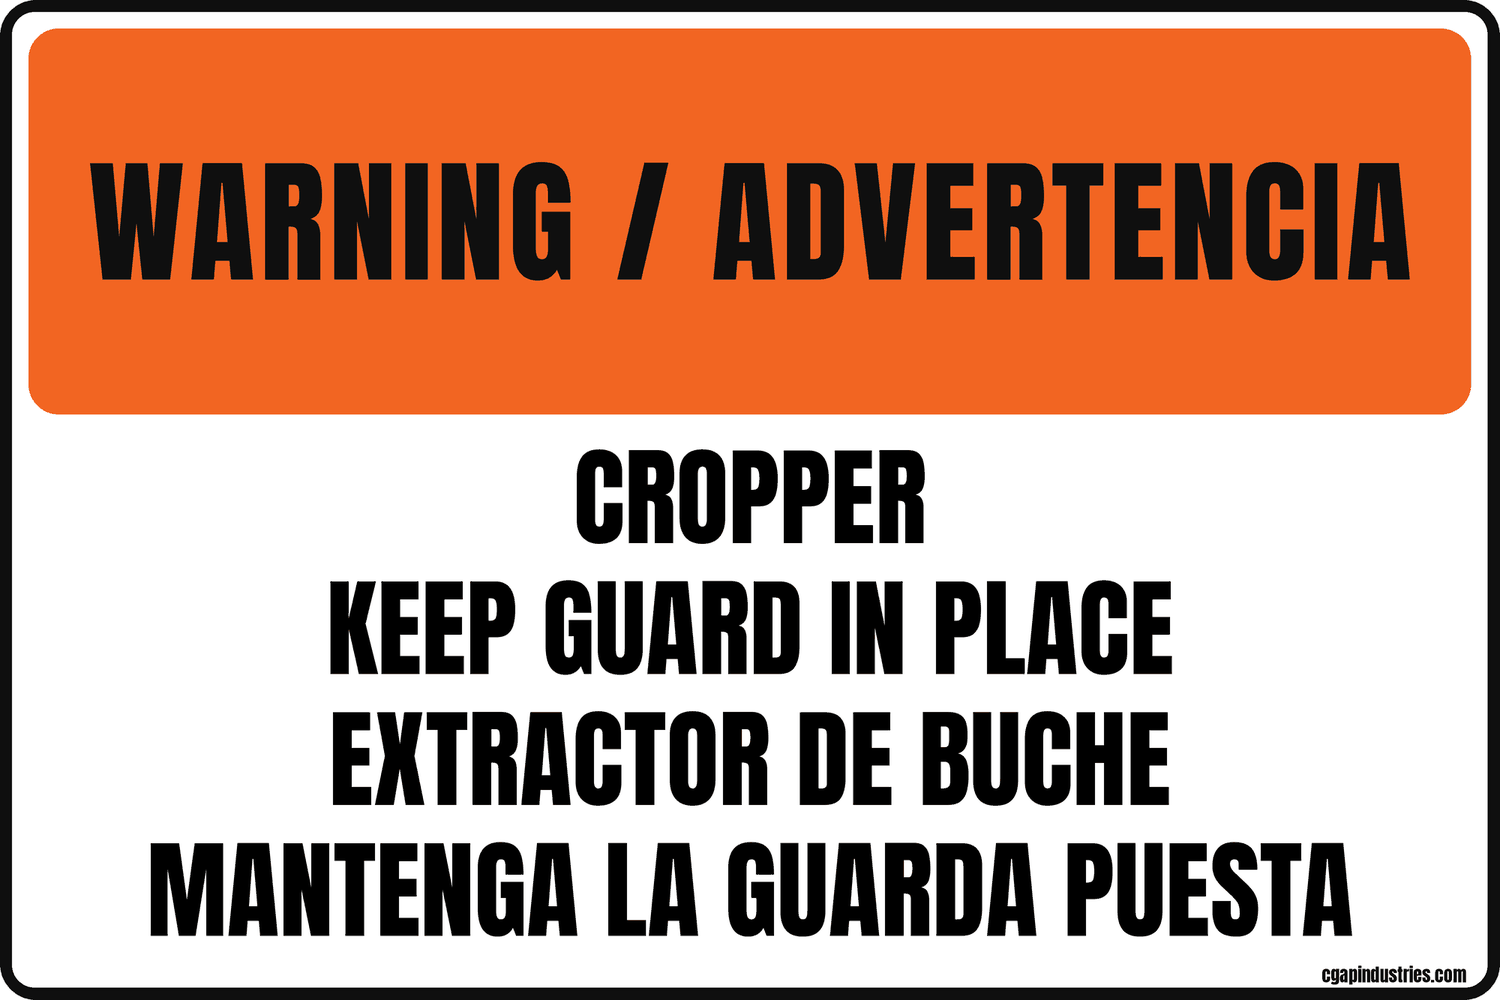 WARNING / ADVERTENCIA
CROPPER
KEEP GUARD IN PLACE
EXTRACTOR DE BUCHE
MANTENGA LA GUARDA PUESTA
cgapindustries.com